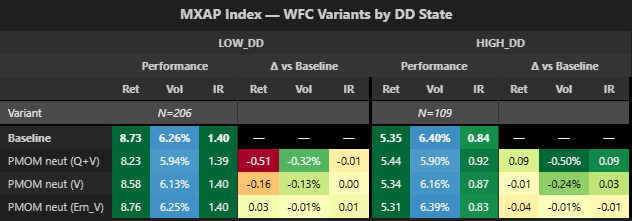 MXAP Index — WFC Variants by DD State
LOW_DD HIGH_DD
Performance Δ vs Baseline Performance Δ vs Baseline
Ret Vol IR Ret Vol IR Ret Vol IR Ret Vol IR
Variant N=206 N=109
Baseline 8.73 6.26% 1.40 — — — 5.35 6.40% 0.84 — — —
PMOM neut (Q+V) 8.23 5.94% 1.39 -0.51 -0.32% -0.01 5.44 5.90% 0.92 0.09 -0.50% 0.09
PMOM neut (V) 8.58 6.13% 1.40 -0.16 -0.13% 0.00 5.34 6.16% 0.87 -0.01 -0.24% 0.03
PMOM neut (Ern_V) 8.76 6.25% 1.40 0.03 -0.01% 0.01 5.31 6.39% 0.83 -0.04 -0.01% -0.01